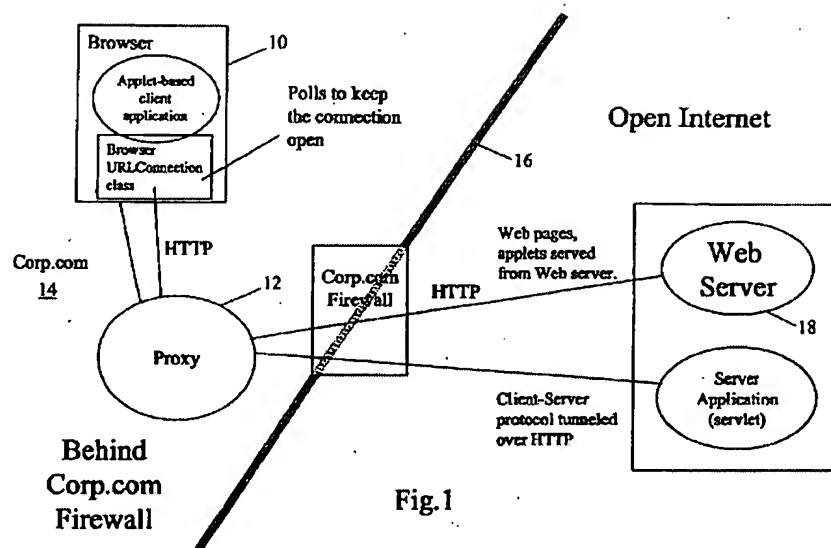 Browser
10
Applet-based
client
application
Browser
URLConnection
class
Polls to keep
the connection
open
Open Internet
16
HTTP
Corp.com
14
12
Proxy
Corp.com
Firewall
HTTP
Web pages,
applets served
from Web server.
Web
Server
18
Client-Server
protocol tunneled
over HTTP
Server
Application
(servlet)
Behind
Corp.com
Firewall
Fig.1